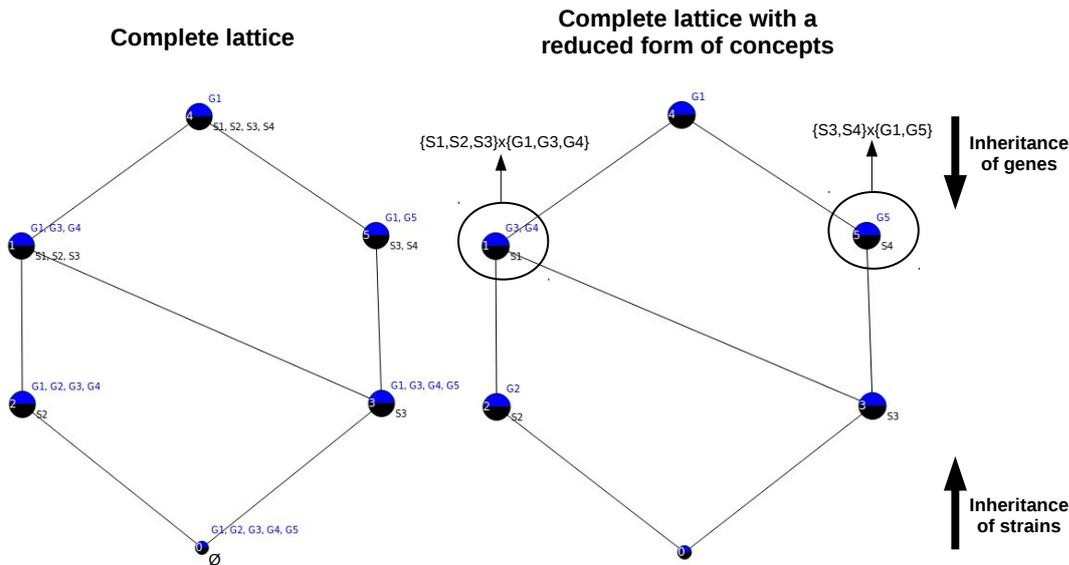 Complete lattice
Complete lattice with a
reduced form of concepts
G1
4
S1, S2, S3, S4
G1, G3, G4
1
S1, S2, S3
G1, G5
5
S3, S4
G1, G2, G3, G4
2
S2
G1, G3, G4, G5
3
S3
G1, G2, G3, G4, G5
0
Ø
G1
4
{S1,S2,S3}x{G1,G3,G4}
{S3,S4}x{G1,G5}
G3, G4
1
S1
G5
5
S4
G2
2
S2
3
S3
0
Inheritance
of genes
Inheritance
of strains